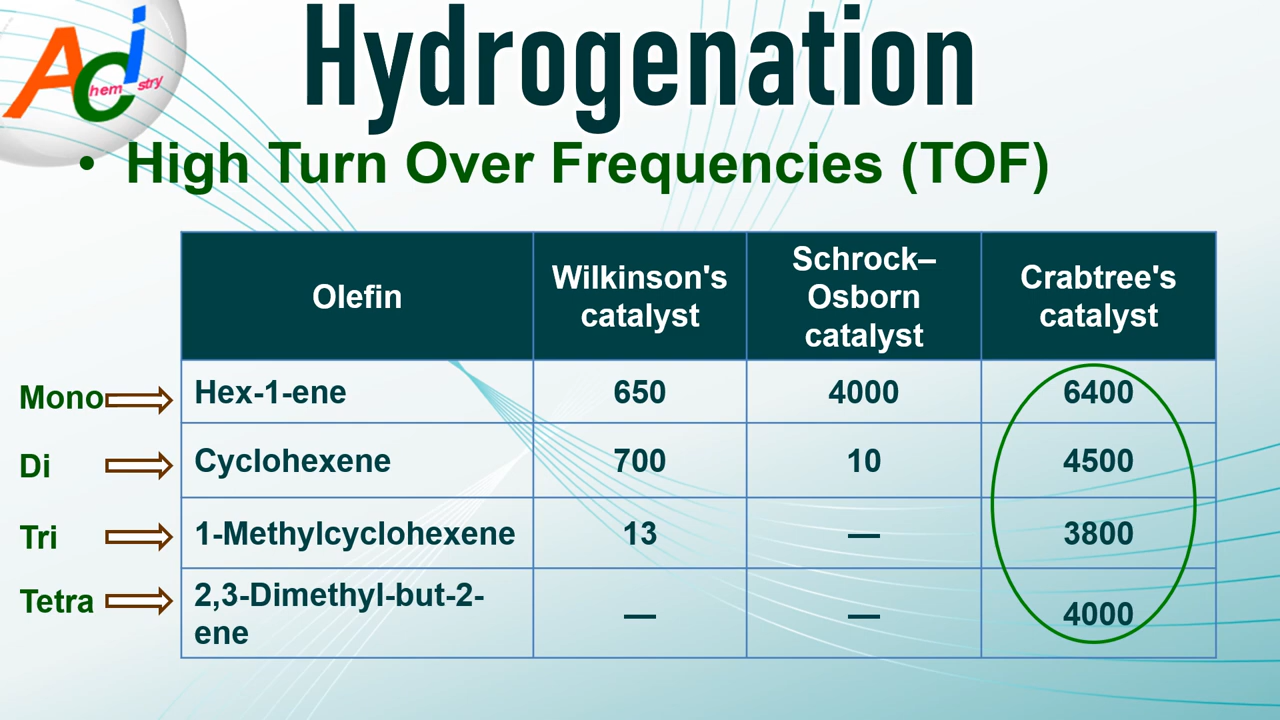 ACi
hemistry
Hydrogenation
• High Turn Over Frequencies (TOF)
Olefin
Wilkinson's
catalyst
Schrock–
Osborn
catalyst
Crabtree's
catalyst
Mono
Hex-1-ene
650
4000
6400
Di
Cyclohexene
700
10
4500
Tri
1-Methylcyclohexene
13
—
3800
Tetra
2,3-Dimethyl-but-2-
ene
—
—
4000